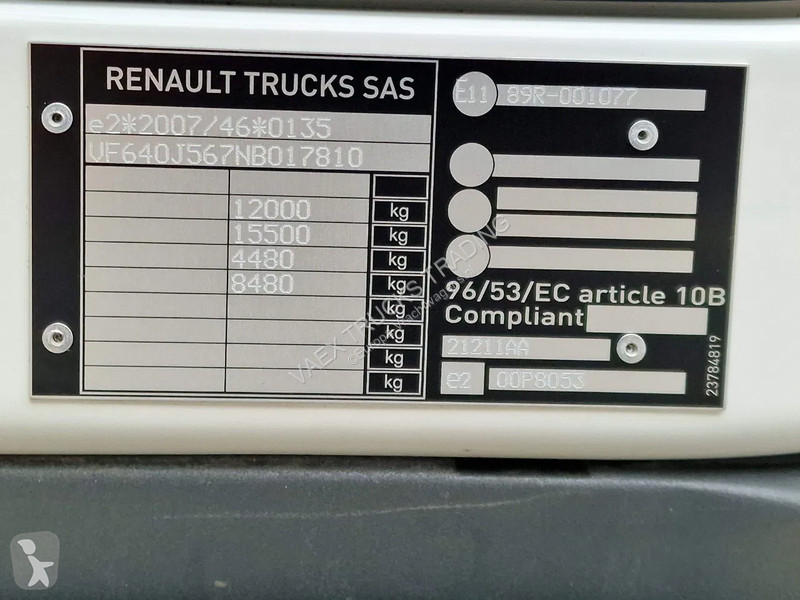 RENAULT TRUCKS SAS
e2*2007/46*0135
VF640J567NB017810
12000 kg
15500 kg
4480 kg
8480 kg
kg
kg
kg
kg
E11 89R-001077
96/53/EC article 10B
Compliant
21211AA
e2 00P8053
23784819
VAEX TRUCKS TRADING